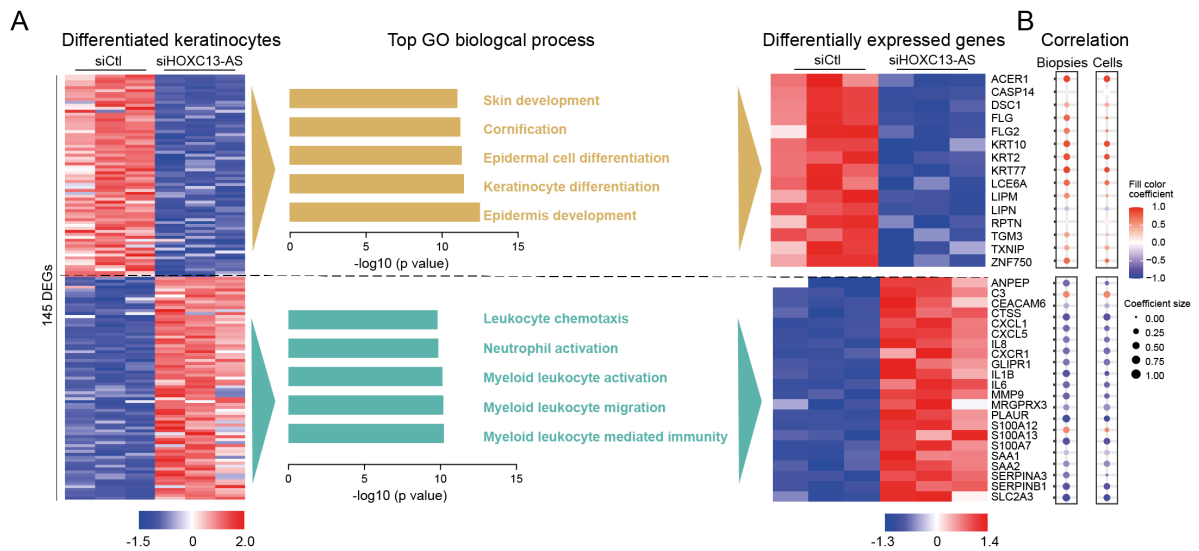 A
B
Differentiated keratinocytes
Top GO biologcal process
Differentially expressed genes
Correlation
siCtl
siHOXC13-AS
siCtl
siHOXC13-AS
Biopsies
Cells
145 DEGs
Skin development
Cornification
Epidermal cell differentiation
Keratinocyte differentiation
Epidermis development
0
5
10
15
-log10 (p value)
Leukocyte chemotaxis
Neutrophil activation
Myeloid leukocyte activation
Myeloid leukocyte migration
Myeloid leukocyte mediated immunity
0
5
10
15
-log10 (p value)
ACER1
CASP14
DSC1
FLG
FLG2
KRT10
KRT2
KRT77
LCE6A
LIPM
LIPN
RPTN
TGM3
TXNIP
ZNF750
ANPEP
C3
CEACAM6
CTSS
CXCL1
CXCL5
IL8
CXCR1
GLIPR1
IL1B
IL6
MMP9
MRGPRX3
PLAUR
S100A12
S100A13
S100A7
SAA1
SAA2
SERPINA3
SERPINB1
SLC2A3
Fill color
coefficient
1.0
0.5
0.0
−0.5
−1.0
Coefficient size
0.00
0.25
0.50
0.75
1.00
-1.5
0
2.0
-1.3
0
1.4